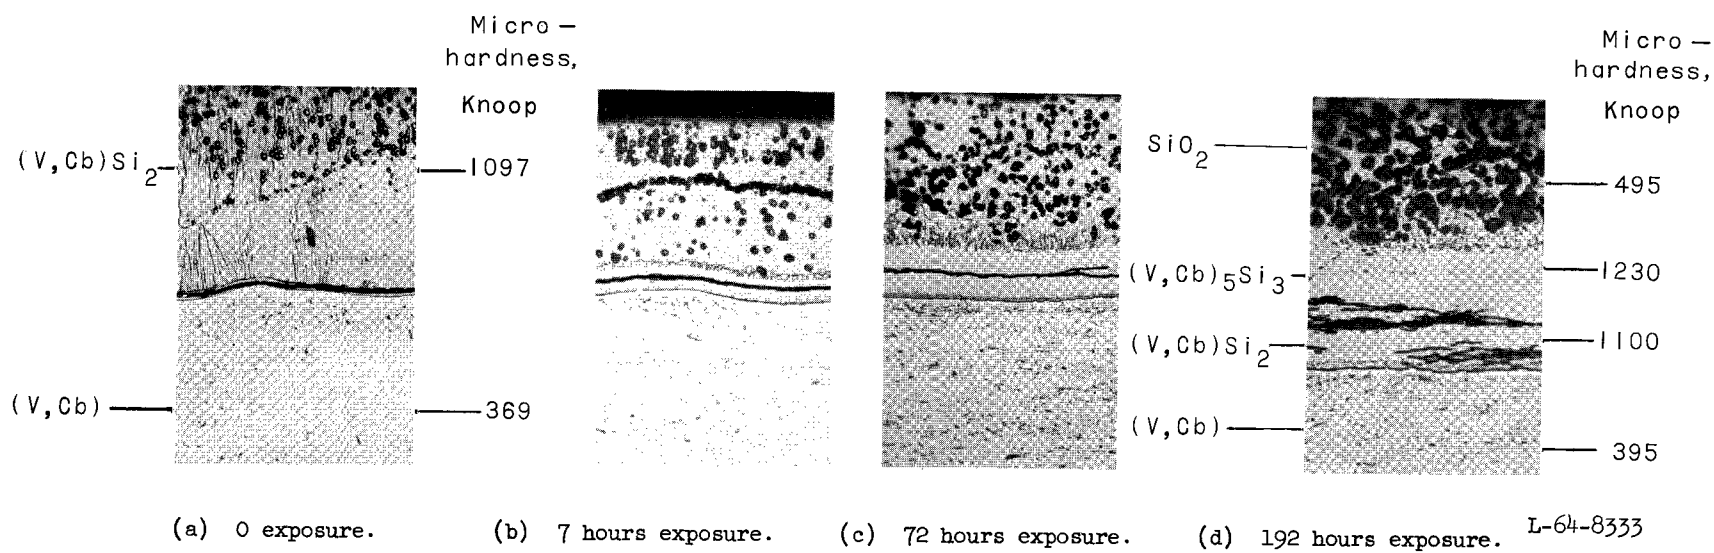 Micro—
hardness,
Knoop
(V,Cb)Si2
1097
(V,Cb)
369
SiO2
(V,Cb)5Si3
(V,Cb)Si2
(V,Cb)
Micro—
hardness,
Knoop
495
1230
1100
395
(a) 0 exposure.
(b) 7 hours exposure.
(c) 72 hours exposure.
(d) 192 hours exposure.
L-64-8333